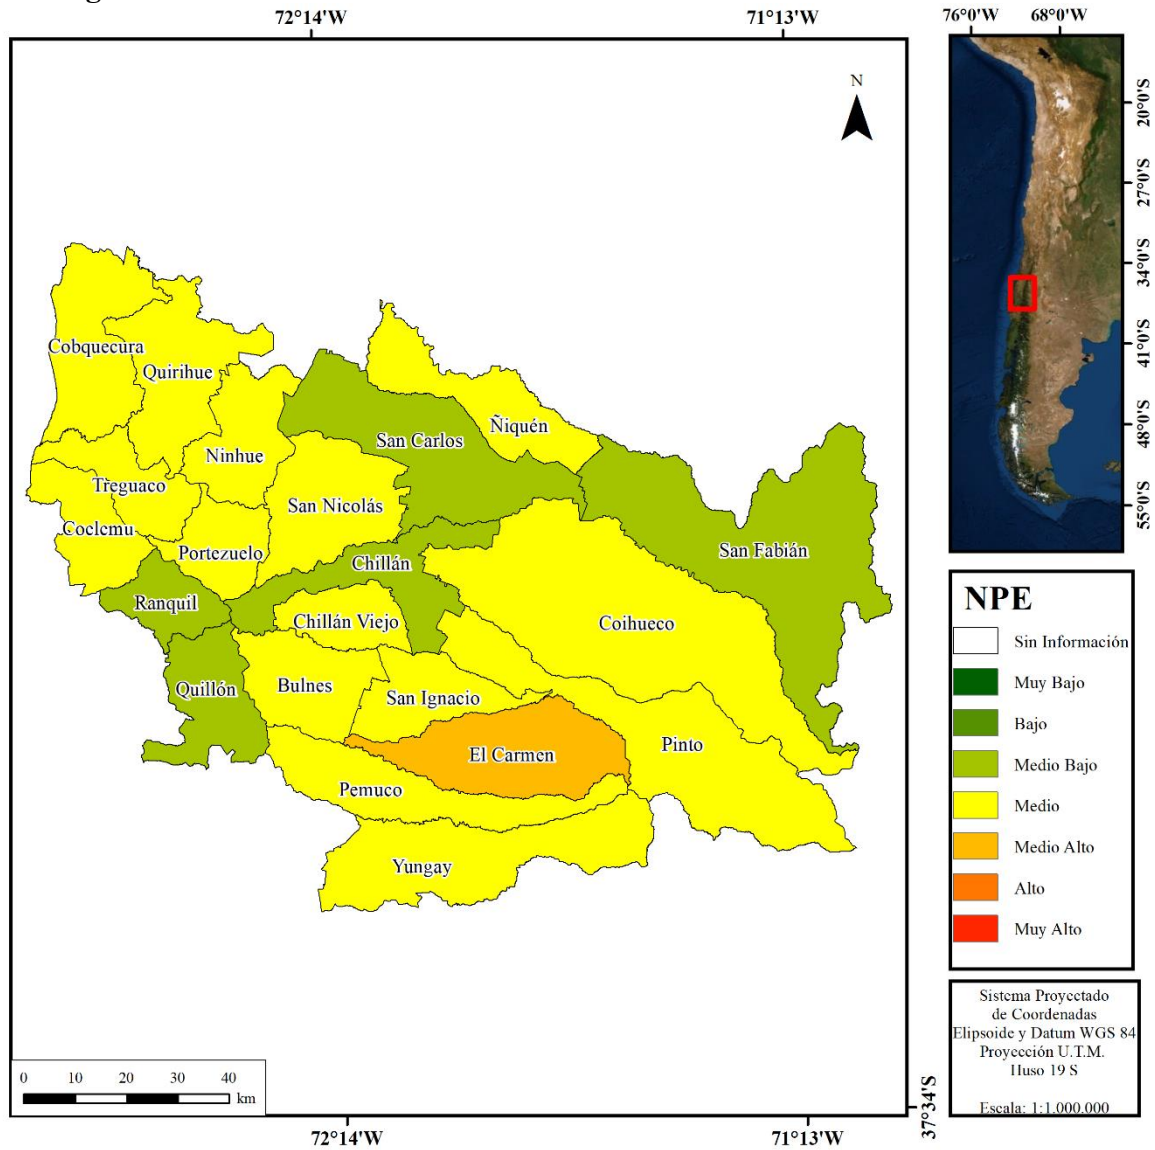 72°14'W
71°13'W
76°0'W
68°0'W
N
20°0'S
27°0'S
34°0'S
41°0'S
48°0'S
55°0'S
Cobquecura
Quirihue
Ñiquén
San Carlos
Ninhue
Treguaco
San Nicolás
Coelemu
Portezuelo
San Fabián
Chillán
Ranquil
Chillán Viejo
Coihueco
Quillón
Bulnes
San Ignacio
Pinto
El Carmen
Pemuco
Yungay
NPE
Sin Información
Muy Bajo
Bajo
Medio Bajo
Medio
Medio Alto
Alto
Muy Alto
Sistema Proyectado
de Coordenadas
Elipsoide y Datum WGS 84
Proyección U.T.M.
Huso 19 S
Escala: 1:1.000.000
0 10 20 30 40
km
37°34'S
72°14'W
71°13'W